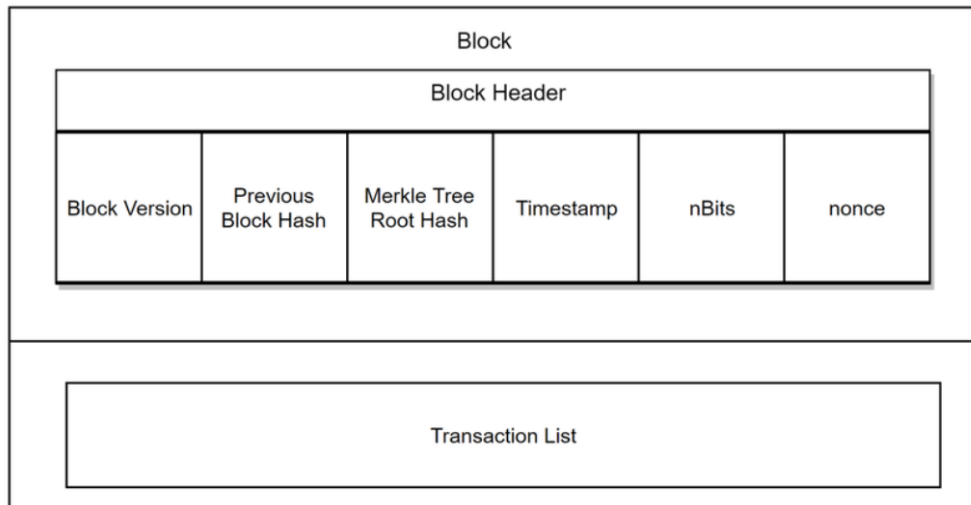 Block
Block Header
Block Version
Previous
Block Hash
Merkle Tree
Root Hash
Timestamp
nBits
nonce
Transaction List